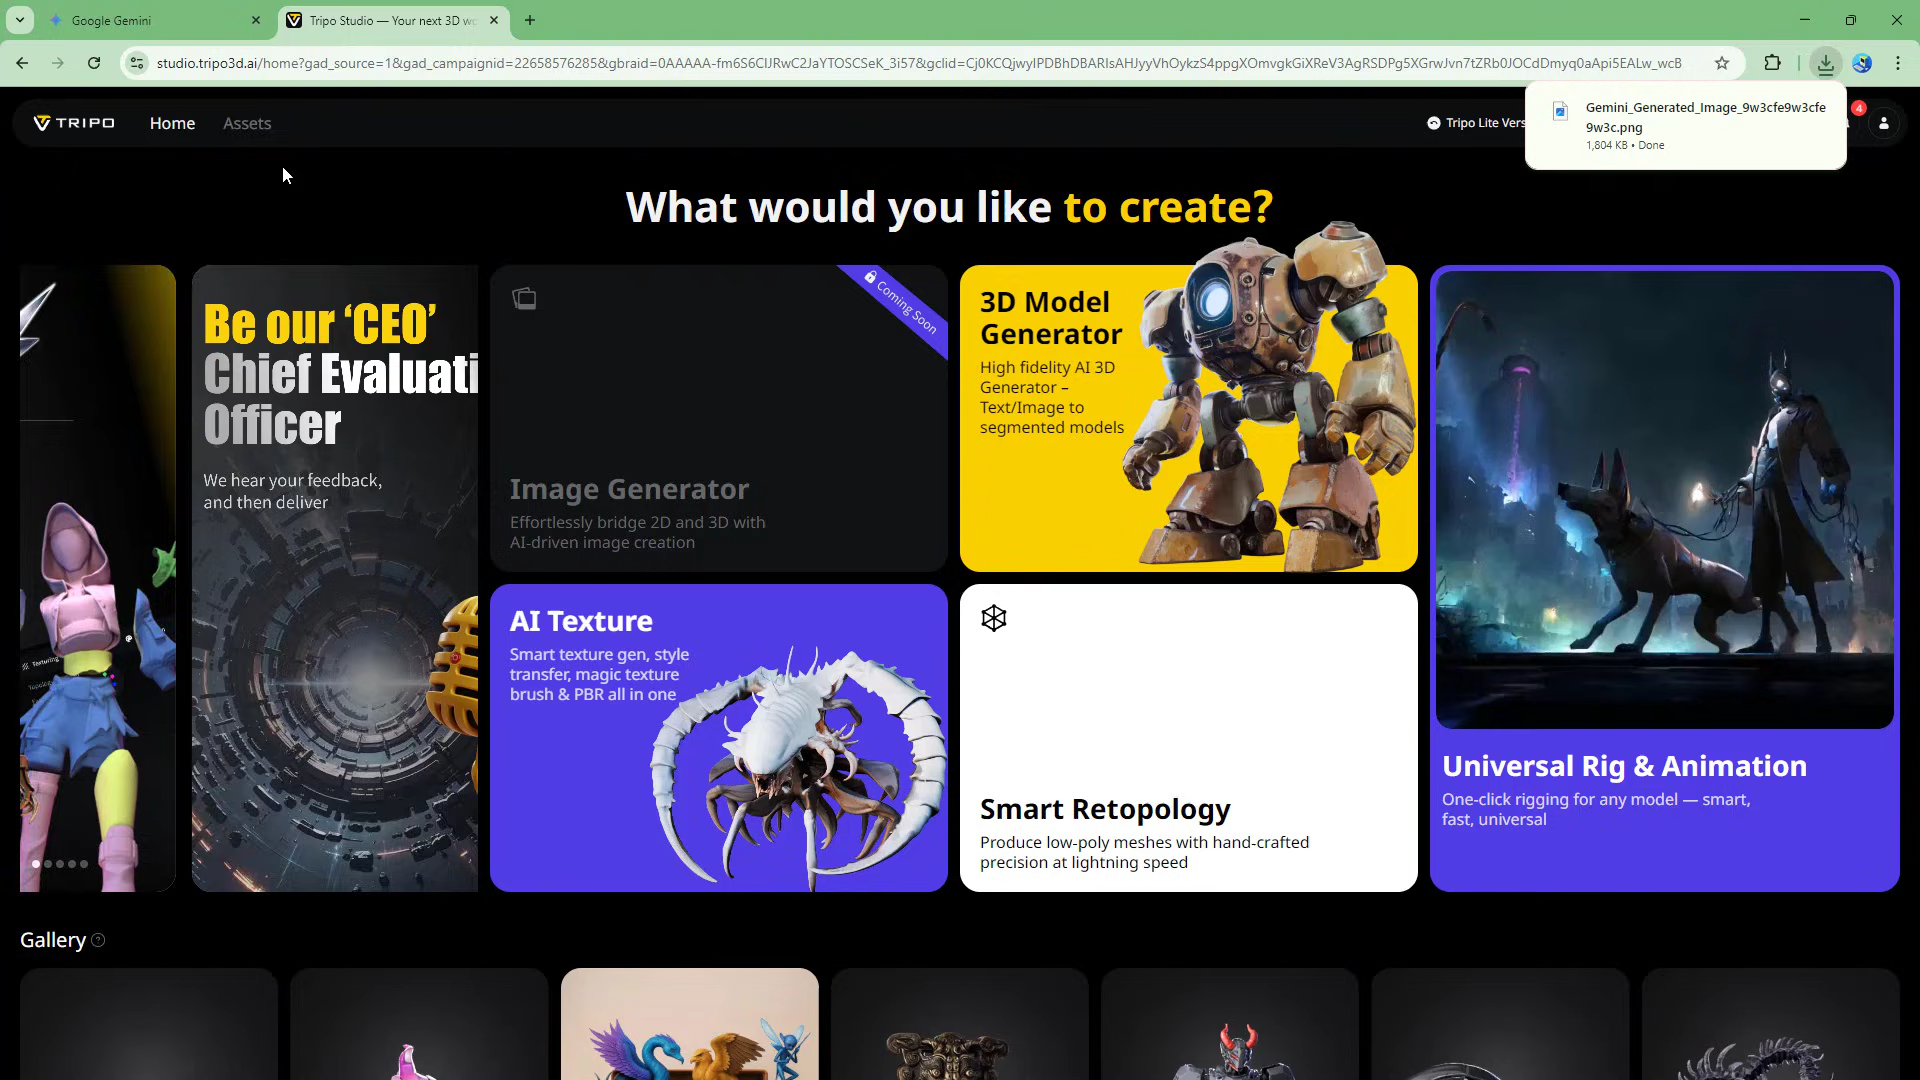 Google Gemini
Tripo Studio — Your next 3D wo
studio.tripo3d.ai/home?gad_source=1&gad_campaignid=22658576285&gbraid=0AAAAA-fm6S6ClJRwC2JaYTOSCSeK_3i57&gclid=Cj0KCQjwyIPDBhDBARIsAHJyyVhOykzS4ppgXOmvgkGiXReV3AgRSDPg5XGrwJvn7tZRb0JOCdDmyq0aApi5EALw_wcB
Gemini_Generated_Image_9w3cfe9w3cfe
9w3c.png
1,804 KB • Done
4
TRIPO
Home
Assets
Tripo Lite Vers
What would you like to create?
Be our ‘CEO’
Chief Evaluati
Officer
We hear your feedback,
and then deliver
Texturing
Coming Soon
Image Generator
Effortlessly bridge 2D and 3D with
AI-driven image creation
3D Model
Generator
High fidelity AI 3D
Generator –
Text/Image to
segmented models
AI Texture
Smart texture gen, style
transfer, magic texture
brush & PBR all in one
Smart Retopology
Produce low-poly meshes with hand-crafted
precision at lightning speed
Universal Rig & Animation
One-click rigging for any model — smart,
fast, universal
Gallery ?